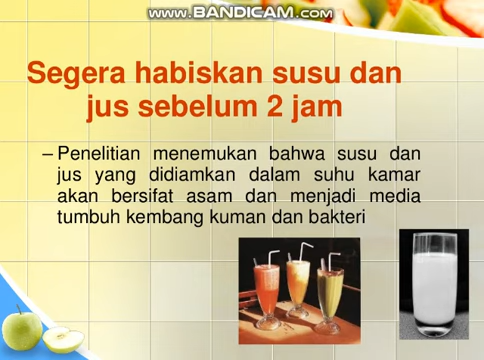 www.BANDICAM.com
Segera habiskan susu dan
jus sebelum 2 jam
– Penelitian menemukan bahwa susu dan
jus yang didiamkan dalam suhu kamar
akan bersifat asam dan menjadi media
tumbuh kembang kuman dan bakteri